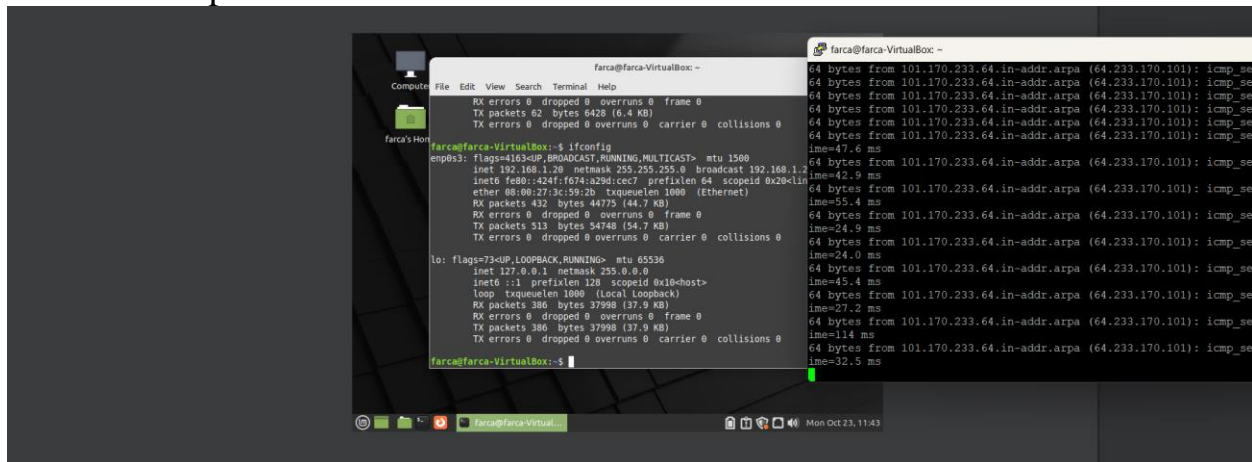 Computer
farca's Hom
farca@farca-VirtualBox: ~
File Edit View Search Terminal Help
RX errors 0 dropped 0 overruns 0 frame 0
TX packets 62 bytes 6428 (6.4 KB)
TX errors 0 dropped 0 overruns 0 carrier 0 collisions 0
farca@farca-VirtualBox:~$ ifconfig
enp0s3: flags=4163<UP,BROADCAST,RUNNING,MULTICAST> mtu 1500
inet 192.168.1.20 netmask 255.255.255.0 broadcast 192.168.1.2
inet6 fe80::424f:f674:a29d:cec7 prefixlen 64 scopeid 0x20<lin
ether 08:00:27:3c:59:2b txqueuelen 1000 (Ethernet)
RX packets 432 bytes 44775 (44.7 KB)
RX errors 0 dropped 0 overruns 0 frame 0
TX packets 513 bytes 54748 (54.7 KB)
TX errors 0 dropped 0 overruns 0 carrier 0 collisions 0
lo: flags=73<UP,LOOPBACK,RUNNING> mtu 65536
inet 127.0.0.1 netmask 255.0.0.0
inet6 ::1 prefixlen 128 scopeid 0x10<host>
loop txqueuelen 1000 (Local Loopback)
RX packets 386 bytes 37998 (37.9 KB)
RX errors 0 dropped 0 overruns 0 frame 0
TX packets 386 bytes 37998 (37.9 KB)
TX errors 0 dropped 0 overruns 0 carrier 0 collisions 0
farca@farca-VirtualBox:~$
farca@farca-Virtual...
Mon Oct 23, 11:43
farca@farca-VirtualBox: ~
64 bytes from 101.170.233.64.in-addr.arpa (64.233.170.101): icmp_se
64 bytes from 101.170.233.64.in-addr.arpa (64.233.170.101): icmp_se
64 bytes from 101.170.233.64.in-addr.arpa (64.233.170.101): icmp_se
64 bytes from 101.170.233.64.in-addr.arpa (64.233.170.101): icmp_se
64 bytes from 101.170.233.64.in-addr.arpa (64.233.170.101): icmp_se
64 bytes from 101.170.233.64.in-addr.arpa (64.233.170.101): icmp_se
ime=47.6 ms
64 bytes from 101.170.233.64.in-addr.arpa (64.233.170.101): icmp_se
ime=42.9 ms
64 bytes from 101.170.233.64.in-addr.arpa (64.233.170.101): icmp_se
ime=55.4 ms
64 bytes from 101.170.233.64.in-addr.arpa (64.233.170.101): icmp_se
ime=24.9 ms
64 bytes from 101.170.233.64.in-addr.arpa (64.233.170.101): icmp_se
ime=24.0 ms
64 bytes from 101.170.233.64.in-addr.arpa (64.233.170.101): icmp_se
ime=45.4 ms
64 bytes from 101.170.233.64.in-addr.arpa (64.233.170.101): icmp_se
ime=27.2 ms
64 bytes from 101.170.233.64.in-addr.arpa (64.233.170.101): icmp_se
ime=114 ms
64 bytes from 101.170.233.64.in-addr.arpa (64.233.170.101): icmp_se
ime=32.5 ms